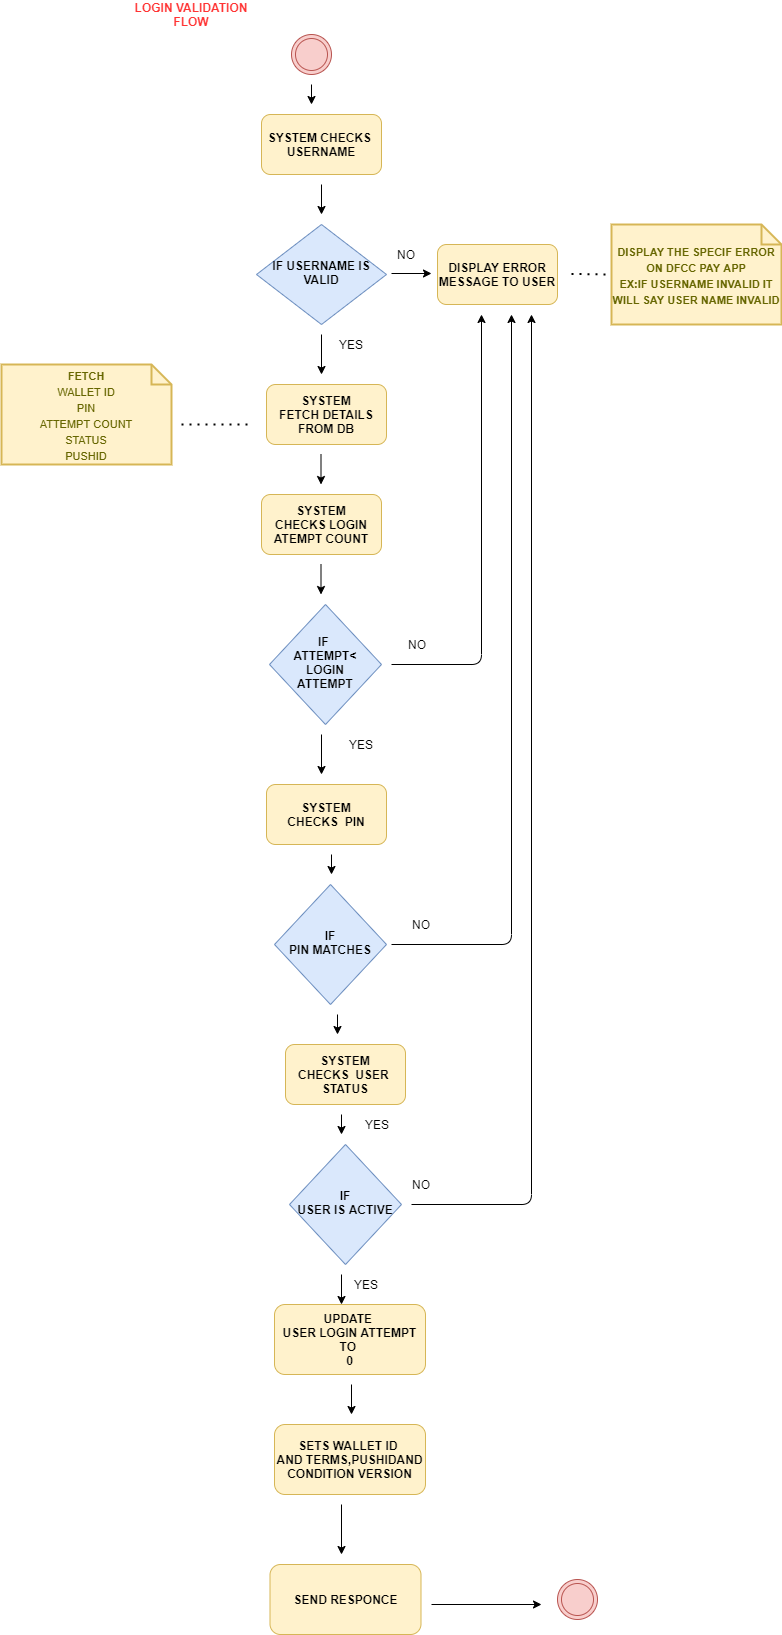 LOGIN VALIDATION
FLOW
SYSTEM CHECKS
USERNAME
IF USERNAME IS
VALID
NO
DISPLAY ERROR
MESSAGE TO USER
DISPLAY THE SPECIF ERROR
ON DFCC PAY APP
EX:IF USERNAME INVALID IT
WILL SAY USER NAME INVALID
YES
FETCH
WALLET ID
PIN
ATTEMPT COUNT
STATUS
PUSHID
SYSTEM
FETCH DETAILS
FROM DB
SYSTEM
CHECKS LOGIN
ATEMPT COUNT
IF
ATTEMPT<
LOGIN
ATTEMPT
NO
YES
SYSTEM
CHECKS  PIN
IF
PIN MATCHES
NO
SYSTEM
CHECKS  USER
STATUS
YES
IF
USER IS ACTIVE
NO
YES
UPDATE
USER LOGIN ATTEMPT
TO
0
SETS WALLET ID
AND TERMS,PUSHIDAND
CONDITION VERSION
SEND RESPONCE